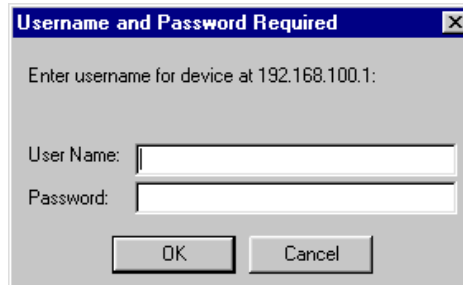 Username and Password Required
Enter username for device at 192.168.100.1:
User Name:
Password:
OK Cancel